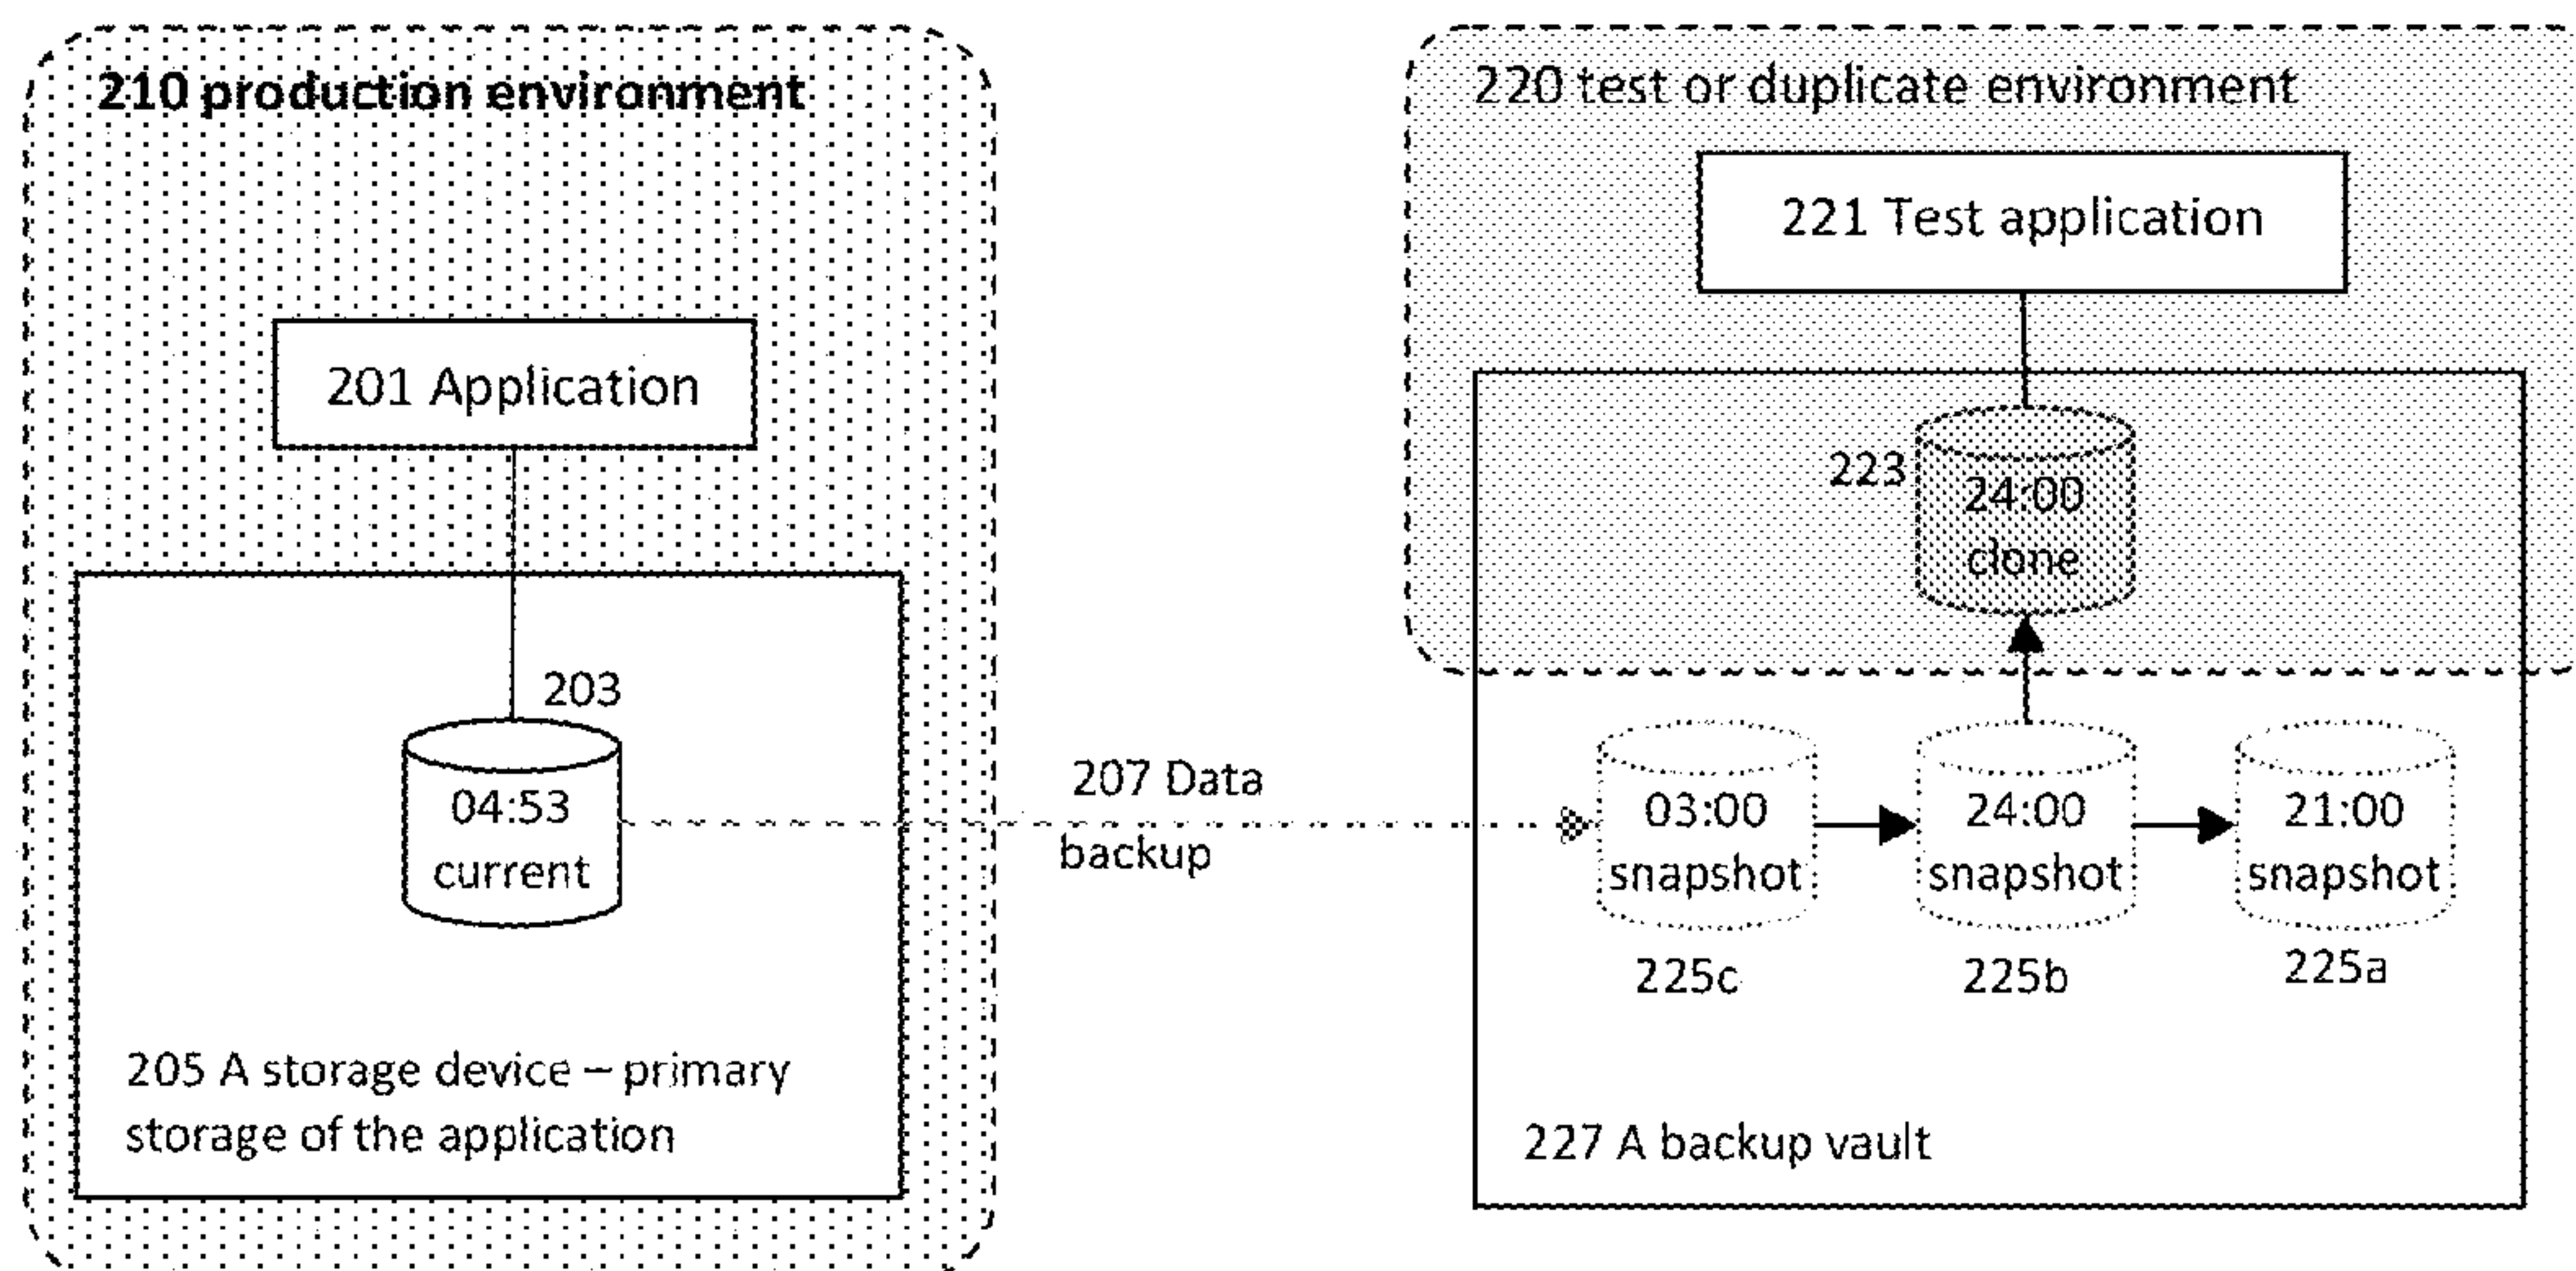 210 production environment
201 Application
203
04:53
current
205 A storage device – primary
storage of the application
207 Data
backup
220 test or duplicate environment
221 Test application
223
24:00
clone
03:00
snapshot
225c
24:00
snapshot
225b
21:00
snapshot
225a
227 A backup vault